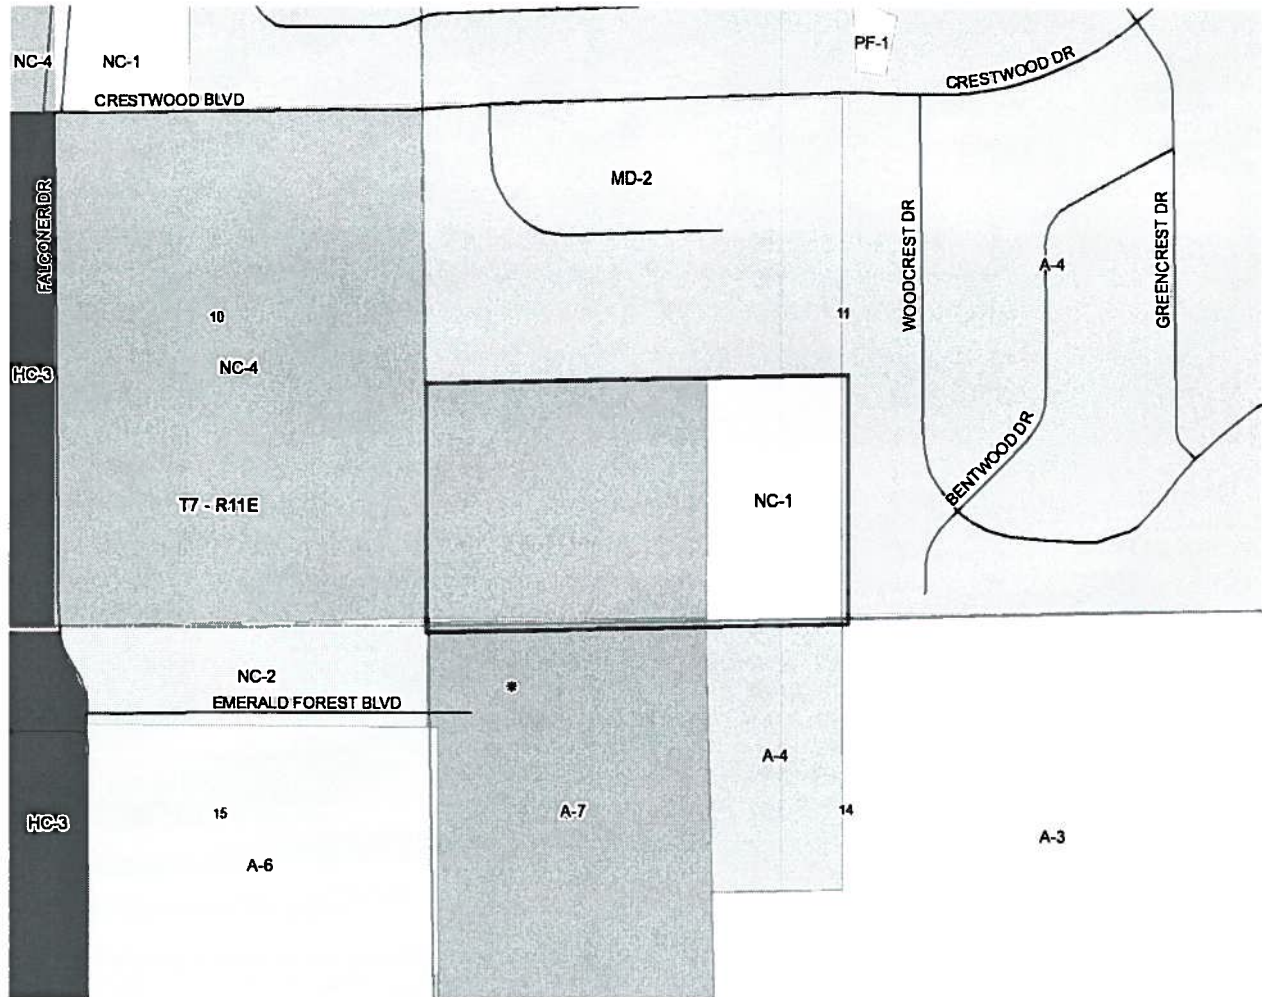 PF-1
NC-4
NC-1
CRESTWOOD DR
CRESTWOOD BLVD
MD-2
FALCONER DR
WOODCREST DR
GREENCREST DR
A-4
10
11
NC-4
HC-3
BENTWOOD DR
NC-1
T7 - R11E
NC-2
*
EMERALD FOREST BLVD
A-4
15
A-7
14
HC-3
A-3
A-6